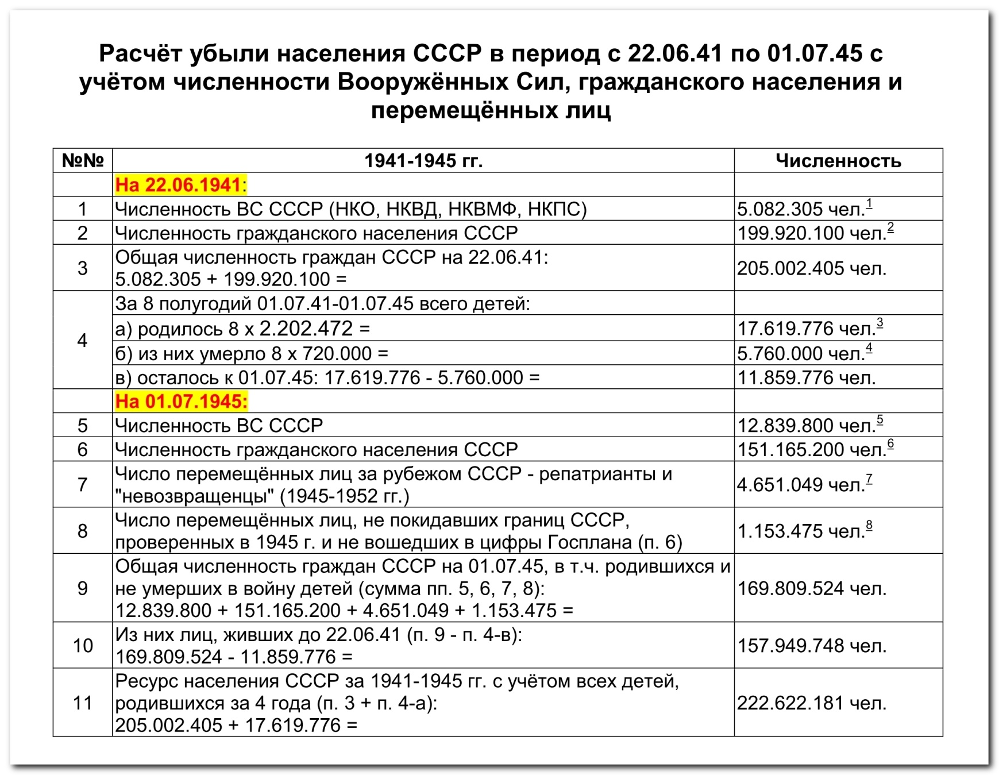 Расчёт убыли населения СССР в период с 22.06.41 по 01.07.45 с
учётом численности Вооружённых Сил, гражданского населения и
перемещённых лиц
№№ 1941-1945 гг. Численность
На 22.06.1941:
1 Численность ВС СССР (НКО, НКВД, НКВМФ, НКПС) 5.082.305 чел.1
2 Численность гражданского населения СССР 199.920.100 чел.2
3 Общая численность граждан СССР на 22.06.41:
5.082.305 + 199.920.100 = 205.002.405 чел.
4 За 8 полугодий 01.07.41-01.07.45 всего детей:
а) родилось 8 х 2.202.472 = 17.619.776 чел.3
б) из них умерло 8 х 720.000 = 5.760.000 чел.4
в) осталось к 01.07.45: 17.619.776 - 5.760.000 = 11.859.776 чел.
На 01.07.1945:
5 Численность ВС СССР 12.839.800 чел.5
6 Численность гражданского населения СССР 151.165.200 чел.6
7 Число перемещённых лиц за рубежом СССР - репатрианты и
"невозвращенцы" (1945-1952 гг.) 4.651.049 чел.7
8 Число перемещённых лиц, не покидавших границ СССР,
проверенных в 1945 г. и не вошедших в цифры Госплана (п. 6) 1.153.475 чел.8
9 Общая численность граждан СССР на 01.07.45, в т.ч. родившихся и
не умерших в войну детей (сумма пп. 5, 6, 7, 8): 169.809.524 чел.
12.839.800 + 151.165.200 + 4.651.049 + 1.153.475 =
10 Из них лиц, живших до 22.06.41 (п. 9 - п. 4-в):
169.809.524 - 11.859.776 = 157.949.748 чел.
11 Ресурс населения СССР за 1941-1945 гг. с учётом всех детей,
родившихся за 4 года (п. 3 + п. 4-а): 222.622.181 чел.
205.002.405 + 17.619.776 =